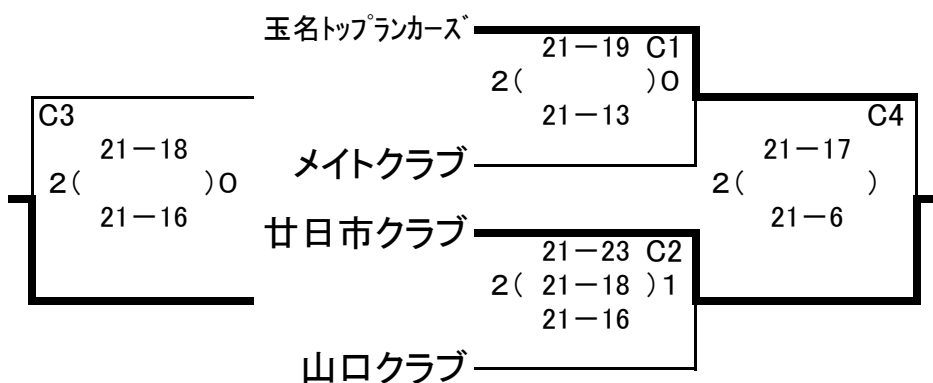 玉名トップランカーズ
21－19 C1
2(　)0
21－13
メイトクラブ
廿日市クラブ
21－23 C2
2( 21－18 )1
21－16
山口クラブ
C3
21－18
2(　)0
21－16
C4
21－17
2(　)
21－6